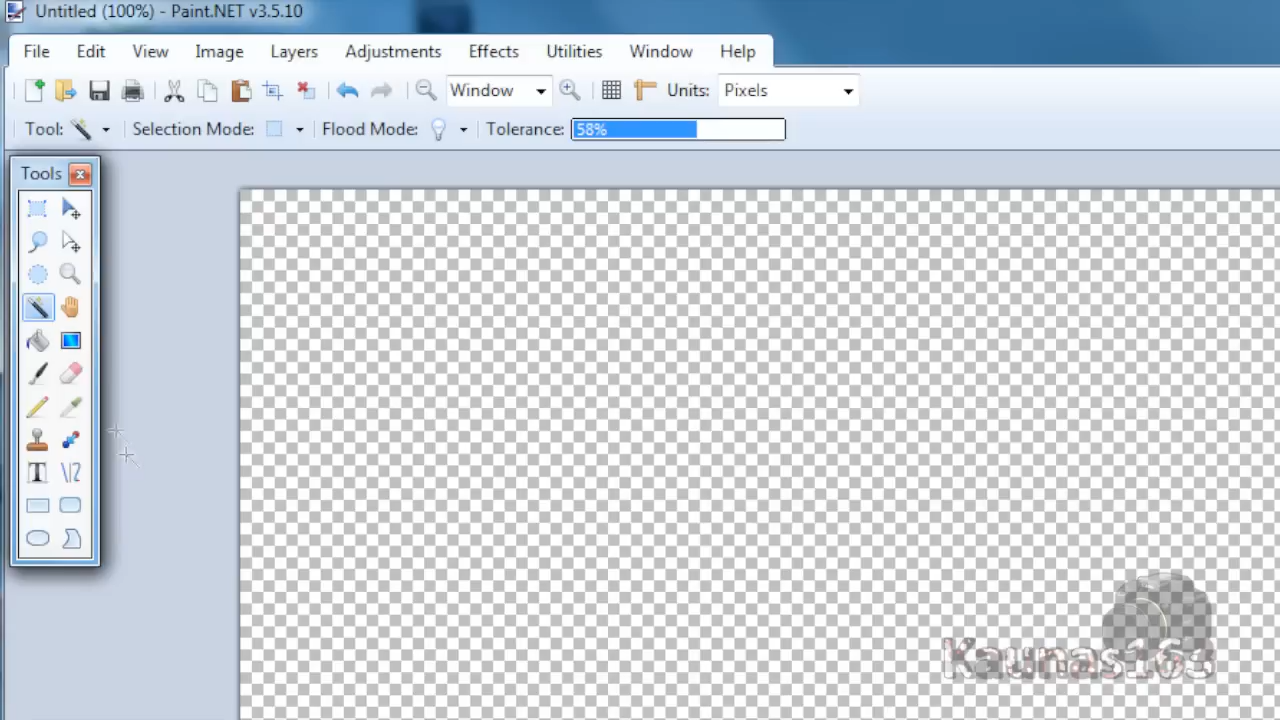 Untitled (100%) - Paint.NET v3.5.10
File Edit View Image Layers Adjustments Effects Utilities Window Help
Window Units: Pixels
Tool: Selection Mode: Flood Mode: Tolerance: 58%
Tools
T